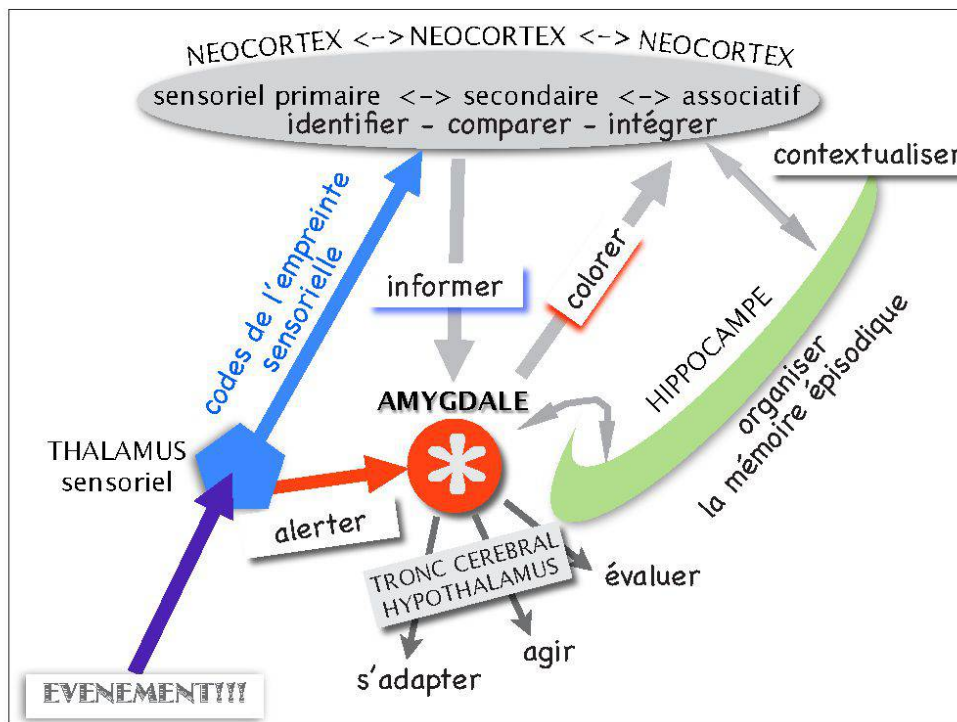 NEOCORTEX <-> NEOCORTEX <-> NEOCORTEX
sensoriel primaire <-> secondaire <-> associatif
identifier - comparer - intégrer
contextualiser
codes de l'empreinte
sensorielle
informer
colorer
HIPPOCAMPE
organiser
la mémoire épisodique
AMYGDALE
THALAMUS
sensoriel
alerter
TRONC CEREBRAL
HYPOTHALAMUS
évaluer
agir
s'adapter
EVENEMENT!!!